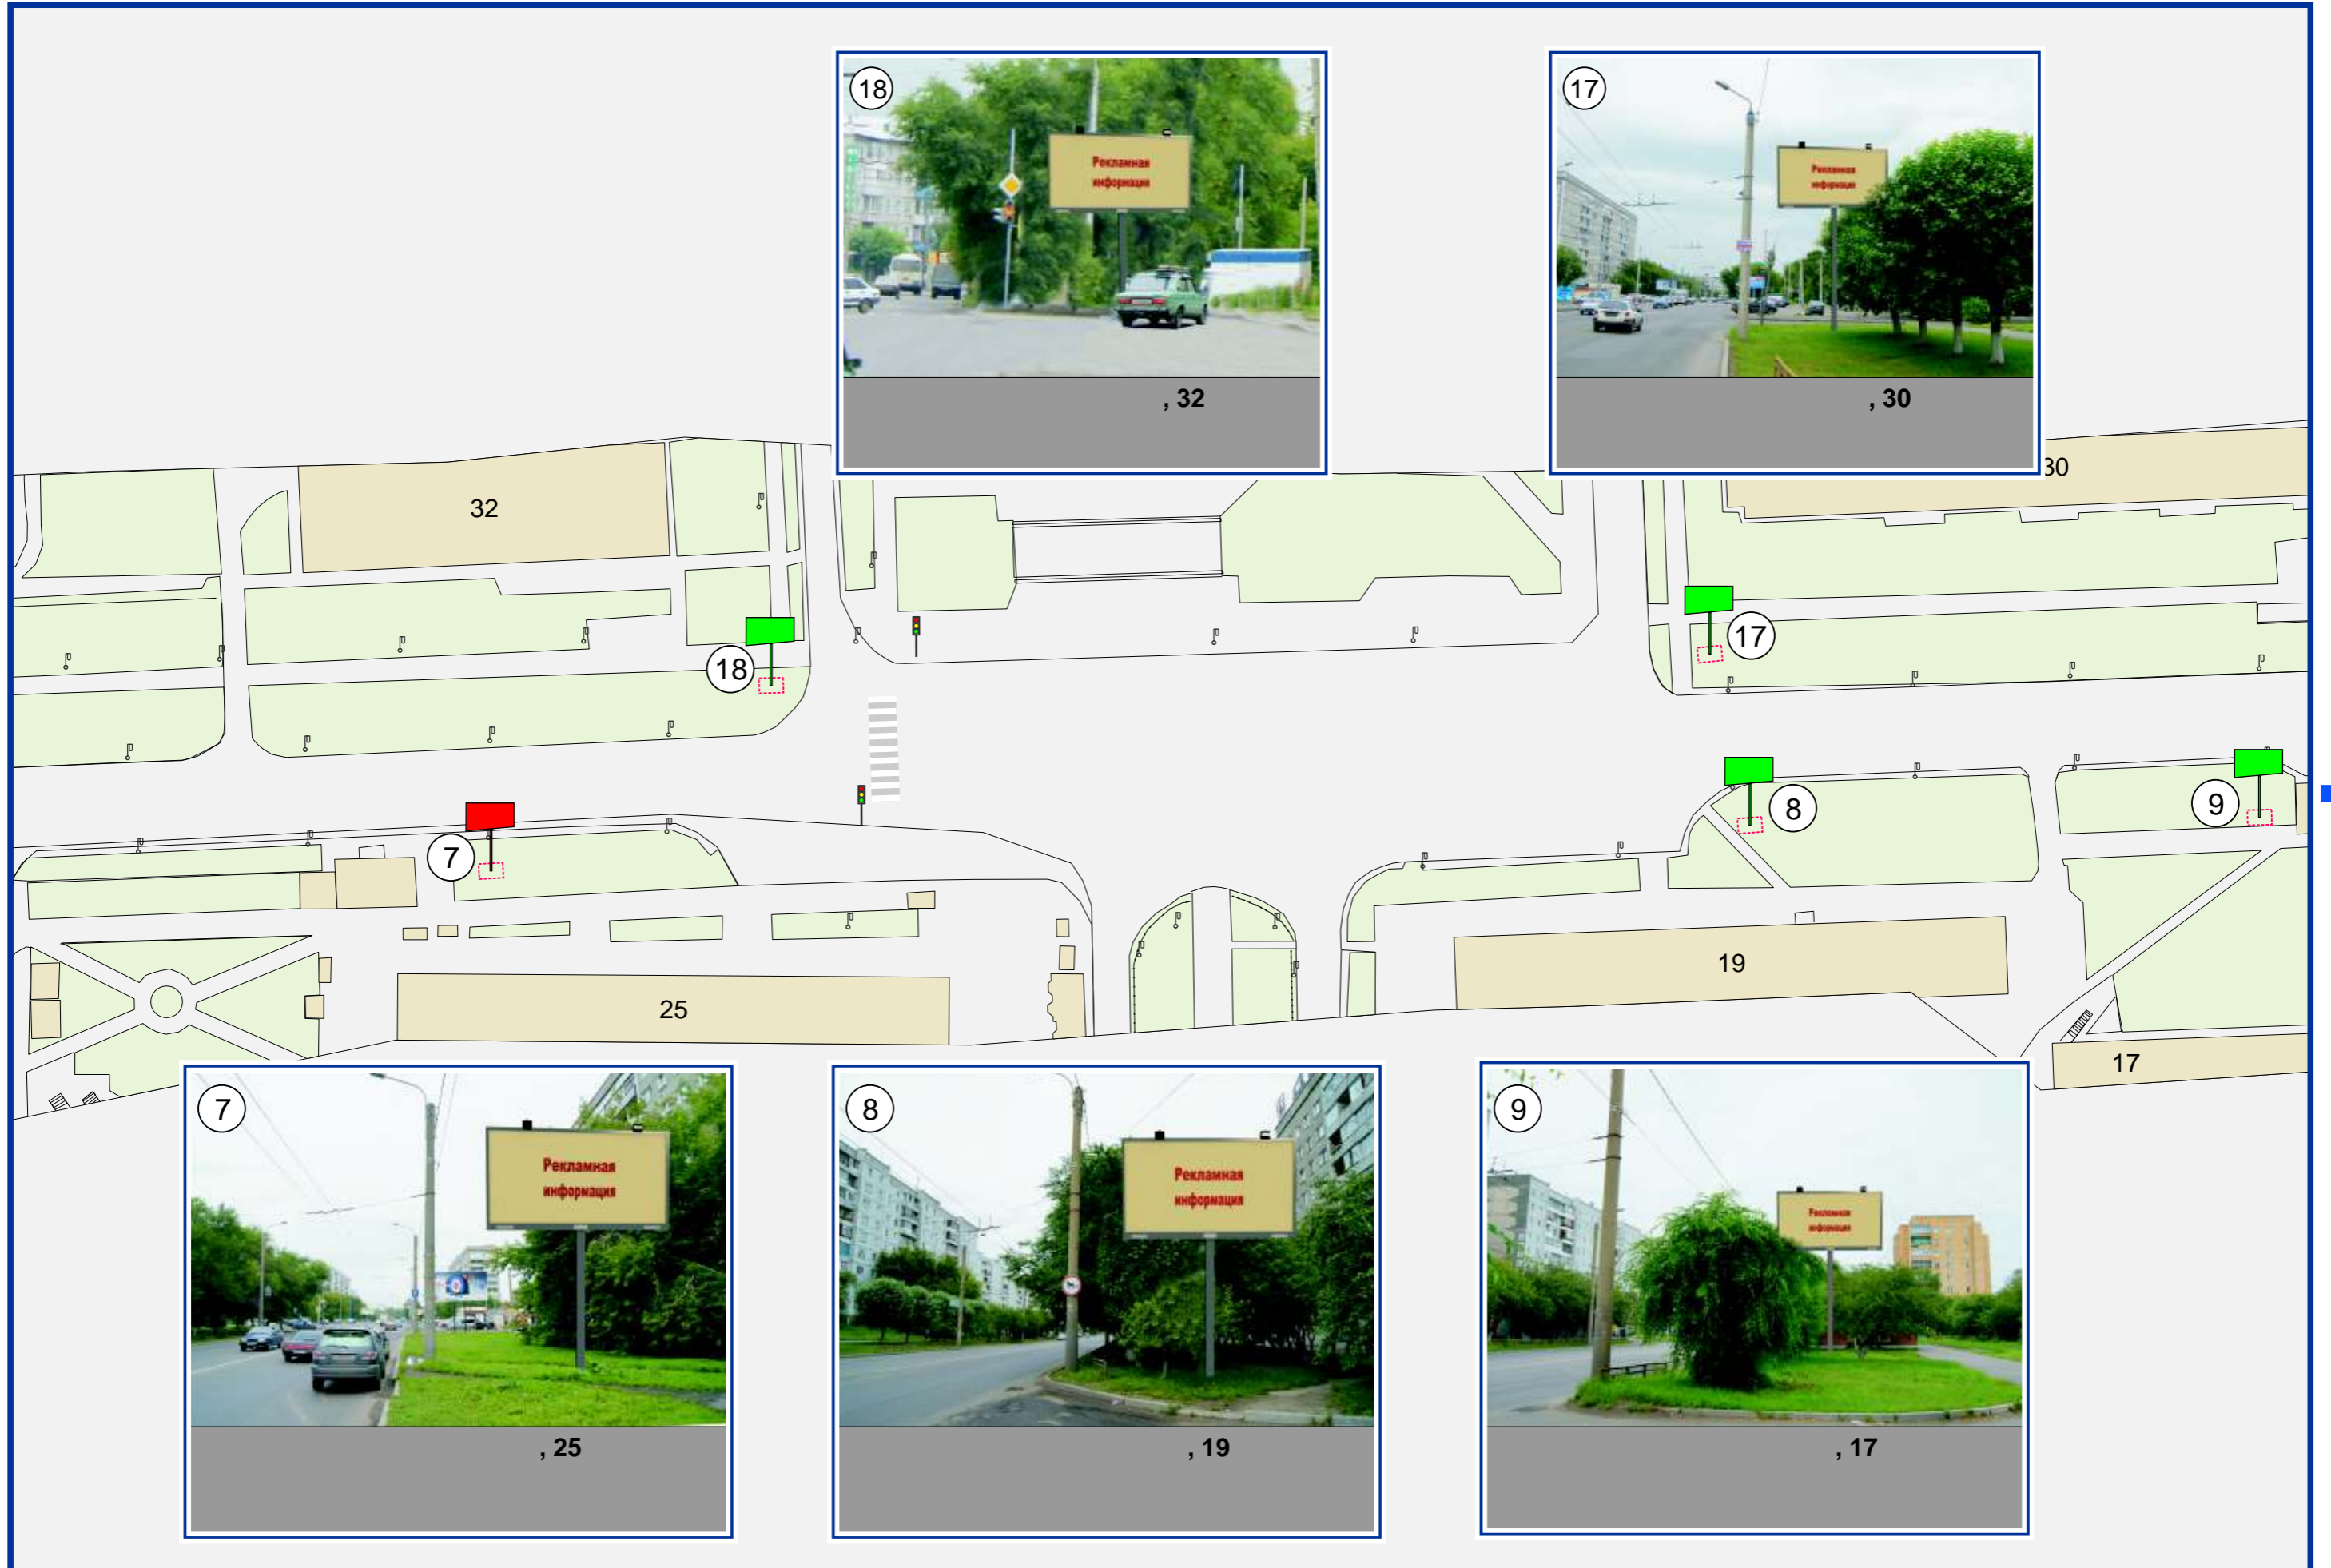 18
Рекламная
информация
, 32
17
Рекламная
информация
, 30
32
30
18
17
7
8
9
25
19
17
7
Рекламная
информация
, 25
8
Рекламная
информация
, 19
9
Рекламная
информация
, 17